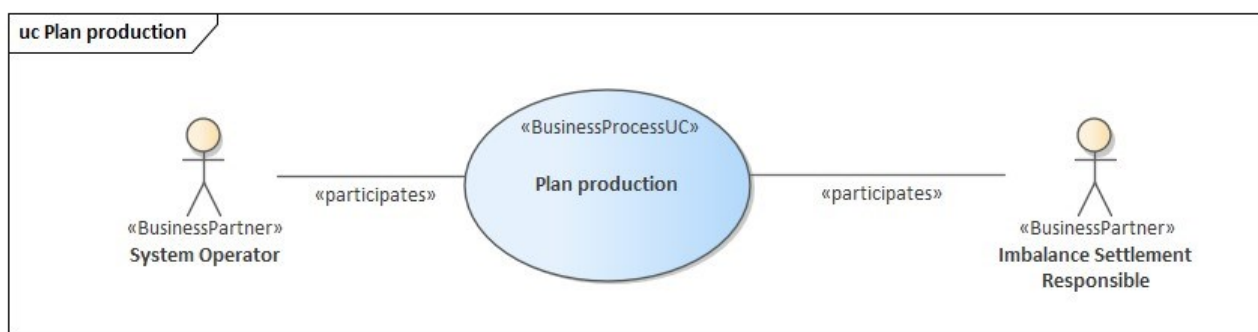 uc Plan production
«BusinessProcessUC»
Plan production
«participates»
«participates»
«BusinessPartner»
System Operator
«BusinessPartner»
Imbalance Settlement
Responsible